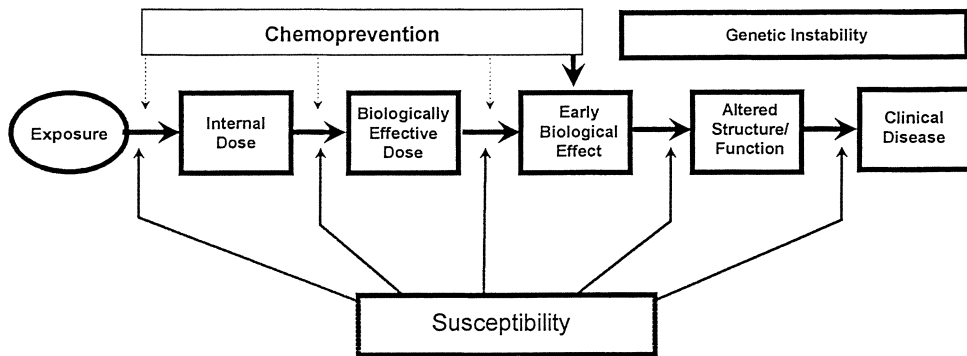 Chemoprevention
Genetic Instability
Exposure
Internal
Dose
Biologically
Effective
Dose
Early
Biological
Effect
Altered
Structure/
Function
Clinical
Disease
Susceptibility